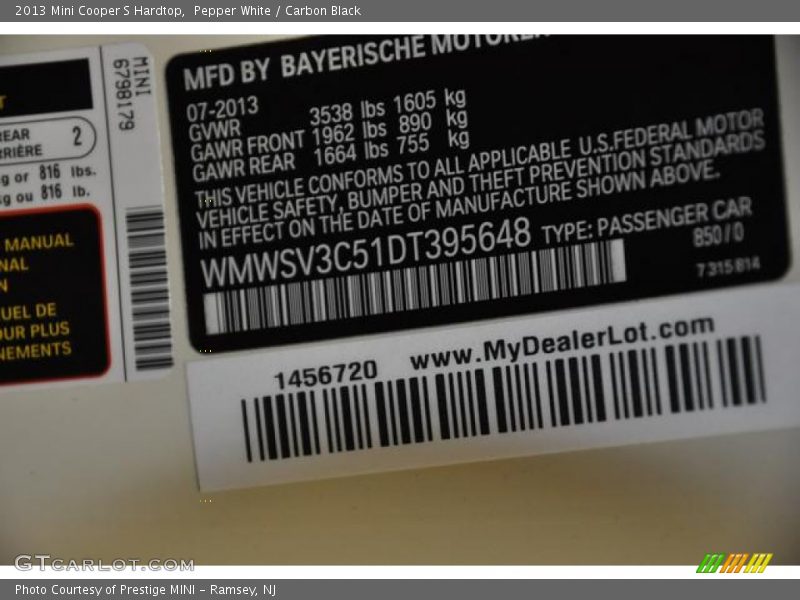 2013 Mini Cooper S Hardtop, Pepper White / Carbon Black
MINI
6798179
REAR
RRIÈRE
2
g or 816 lbs.
g ou 816 lb.
MANUAL
NAL
N
UEL DE
OUR PLUS
NEMENTS
MFD BY BAYERISCHE MOTOREN
07-2013
GVWR 3538 lbs 1605 kg
GAWR FRONT 1962 lbs 890 kg
GAWR REAR 1664 lbs 755 kg
THIS VEHICLE CONFORMS TO ALL APPLICABLE U.S.FEDERAL MOTOR
VEHICLE SAFETY, BUMPER AND THEFT PREVENTION STANDARDS
IN EFFECT ON THE DATE OF MANUFACTURE SHOWN ABOVE.
WMWSV3C51DT395648 TYPE: PASSENGER CAR
850/0
7 315 814
1456720 www.MyDealerLot.com
GTCARLOT.COM
Photo Courtesy of Prestige MINI - Ramsey, NJ